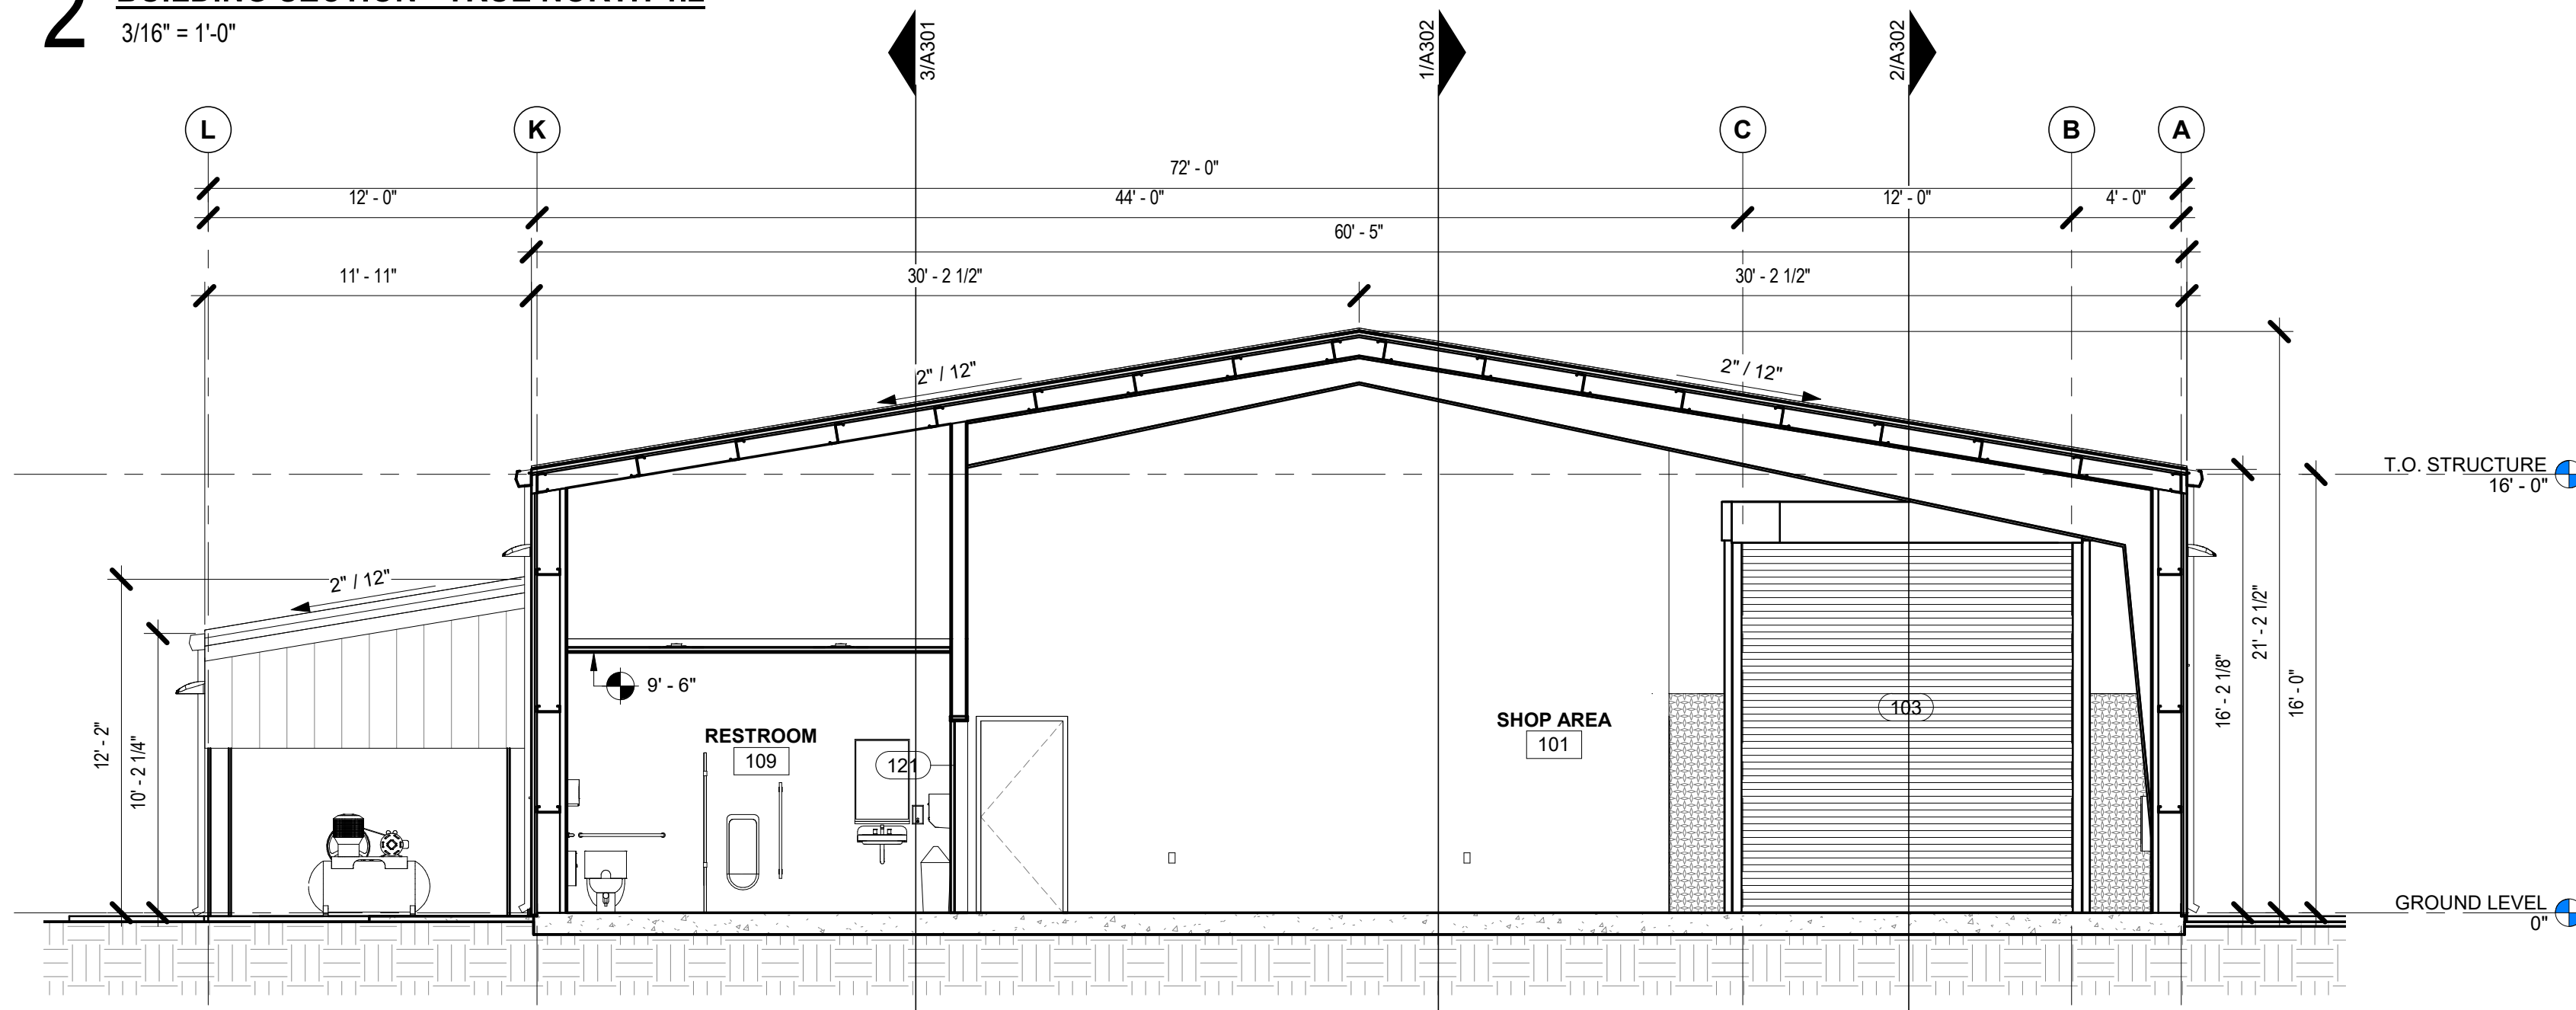 2
3/16" = 1'-0"
3/A301
1/A302
2/A302
L
K
C
B
A
72' - 0"
12' - 0"
44' - 0"
12' - 0"
4' - 0"
60' - 5"
11' - 11"
30' - 2 1/2"
30' - 2 1/2"
2" / 12"
2" / 12"
T.O. STRUCTURE
16' - 0"
2" / 12"
12' - 2"
10' - 2 1/4"
9' - 6"
RESTROOM
109
121
SHOP AREA
101
103
16' - 2 1/8"
21' - 2 1/2"
16' - 0"
GROUND LEVEL
0"